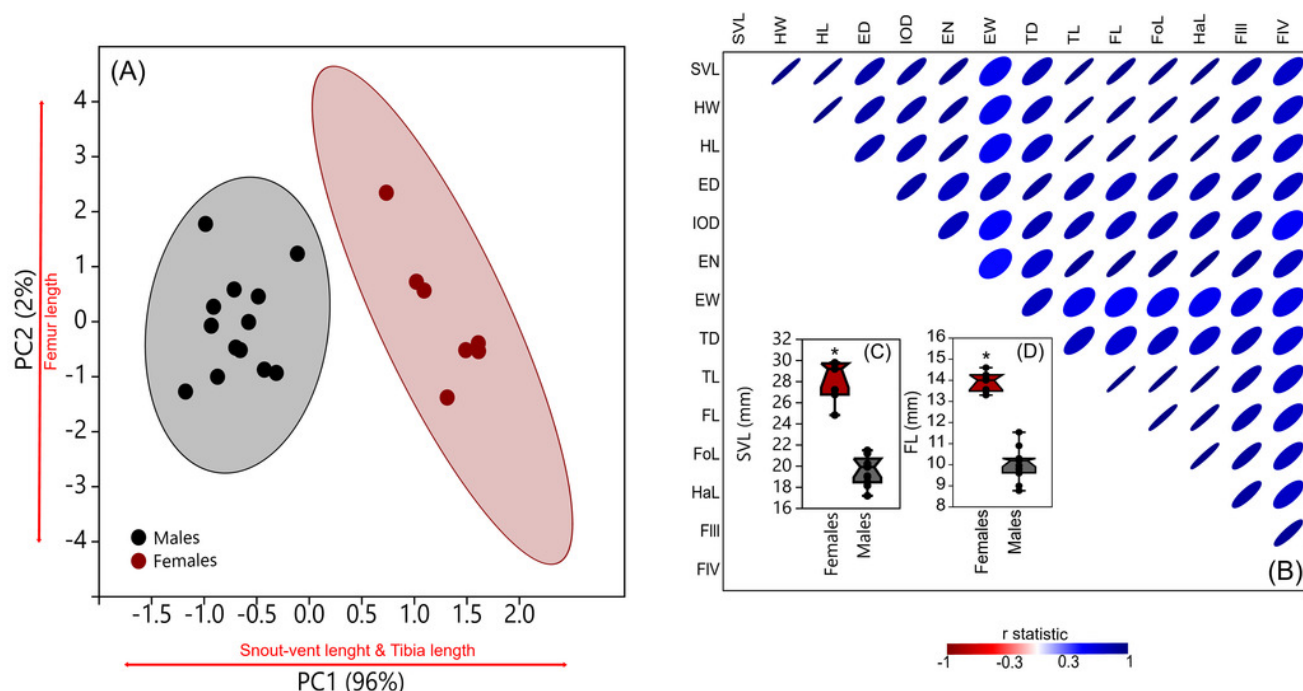 (A)
4
3
2
1
0
-1
-2
-3
-4
PC2 (2%)
Femur length
Males
Females
-1.5 -1.0 -0.5 0.0 0.5 1.0 1.5 2.0
Snout-vent lenght & Tibia length
PC1 (96%)
SVL HW HL ED IOD EN EW TD TL FL FoL HaL FIII FIV
SVL
HW
HL
ED
IOD
EN
EW
TD
TL
FL
FoL
HaL
FIII
FIV
(B)
(C)
*
32
30
28
26
24
22
20
18
16
SVL (mm)
Females
Males
(D)
*
16
15
14
13
12
11
10
9
8
FL (mm)
Females
Males
r statistic
-1 -0.3 0.3 1